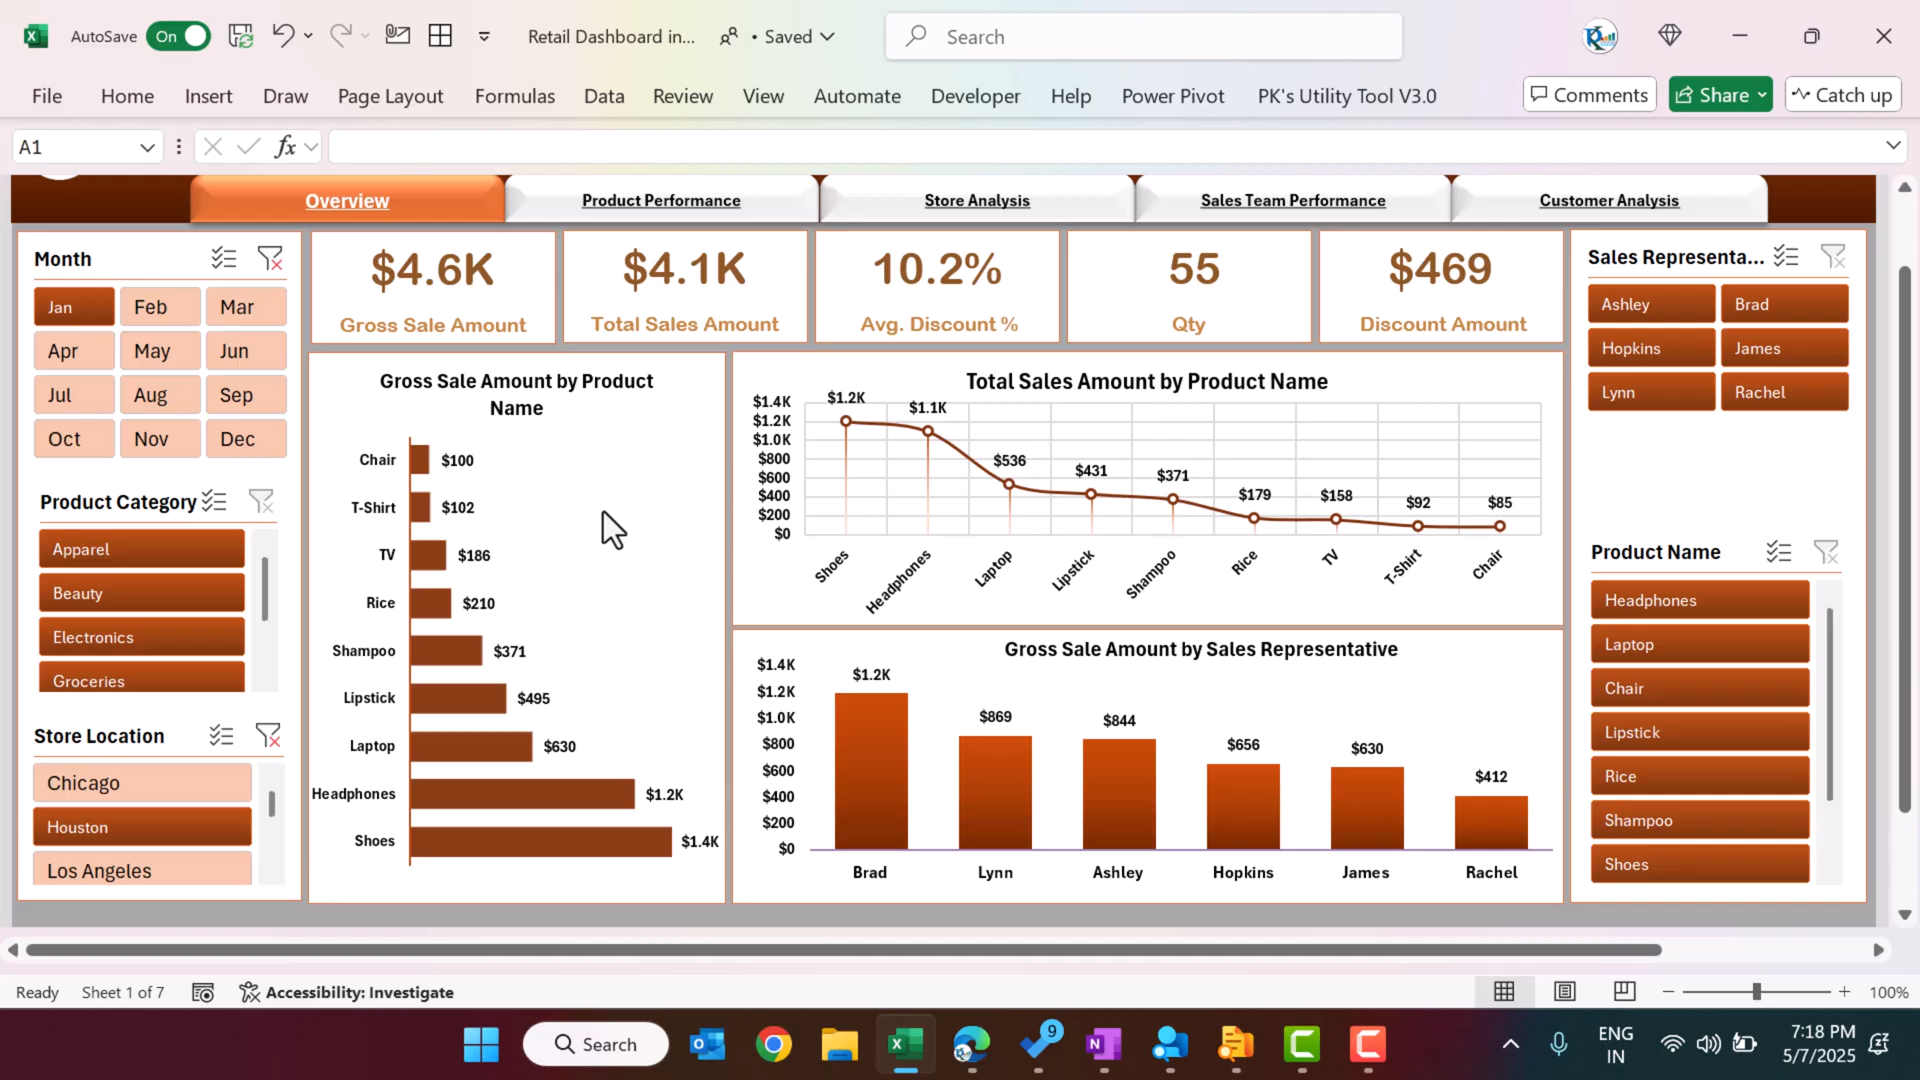 AutoSave On Retail Dashboard in... • Saved Search
File Home Insert Draw Page Layout Formulas Data Review View Automate Developer Help Power Pivot PK's Utility Tool V3.0 Comments Share Catch up
A1 fx
Overview Product Performance Store Analysis Sales Team Performance Customer Analysis
Month
Jan Feb Mar
Apr May Jun
Jul Aug Sep
Oct Nov Dec
Product Category
Apparel
Beauty
Electronics
Groceries
Store Location
Chicago
Houston
Los Angeles
$4.6K
Gross Sale Amount
$4.1K
Total Sales Amount
10.2%
Avg. Discount %
55
Qty
$469
Discount Amount
Gross Sale Amount by Product
Name
Chair $100
T-Shirt $102
TV $186
Rice $210
Shampoo $371
Lipstick $495
Laptop $630
Headphones $1.2K
Shoes $1.4K
Total Sales Amount by Product Name
$1.4K
$1.2K
$1.0K
$800
$600
$400
$200
$0
$1.2K $1.1K $536 $431 $371 $179 $158 $92 $85
Shoes Headphones Laptop Lipstick Shampoo Rice TV T-Shirt Chair
Gross Sale Amount by Sales Representative
$1.4K
$1.2K
$1.0K
$800
$600
$400
$200
$0
$1.2K $869 $844 $656 $630 $412
Brad Lynn Ashley Hopkins James Rachel
Sales Representa...
Ashley Brad
Hopkins James
Lynn Rachel
Product Name
Headphones
Laptop
Chair
Lipstick
Rice
Shampoo
Shoes
Ready Sheet 1 of 7 Accessibility: Investigate 100%
Search 9 ENG 7:18 PM
IN 5/7/2025